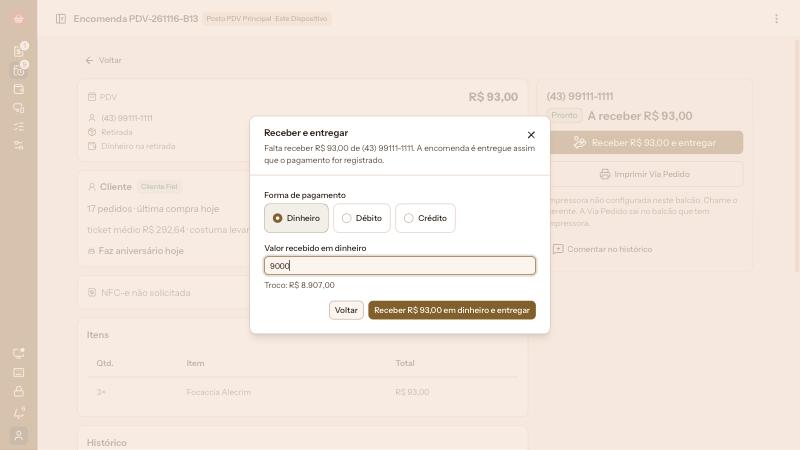 Encomenda PDV-261116-B13
Posto PDV Principal · Este Dispositivo
Voltar
PDV
R$ 93,00
(43) 99111-1111
Retirada
Dinheiro na retirada
Cliente
Cliente Fiel
17 pedidos · última compra hoje
ticket médio R$ 292,64 · costuma levar
Faz aniversário hoje
NFC-e não solicitada
Itens
Qtd.
Item
Total
3×
Focaccia Alecrim
R$ 93,00
Histórico
Receber e entregar
Falta receber R$ 93,00 de (43) 99111-1111. A encomenda é entregue assim
que o pagamento for registrado.
Forma de pagamento
Dinheiro
Débito
Crédito
Valor recebido em dinheiro
9000
Troco: R$ 8.907,00
Voltar
Receber R$ 93,00 em dinheiro e entregar
(43) 99111-1111
Pronto
A receber R$ 93,00
Receber R$ 93,00 e entregar
Imprimir Via Pedido
mpressora não configurada neste balcão. Chame o
erente. A Via Pedido sai no balcão que tem
mpressora.
Comentar no histórico